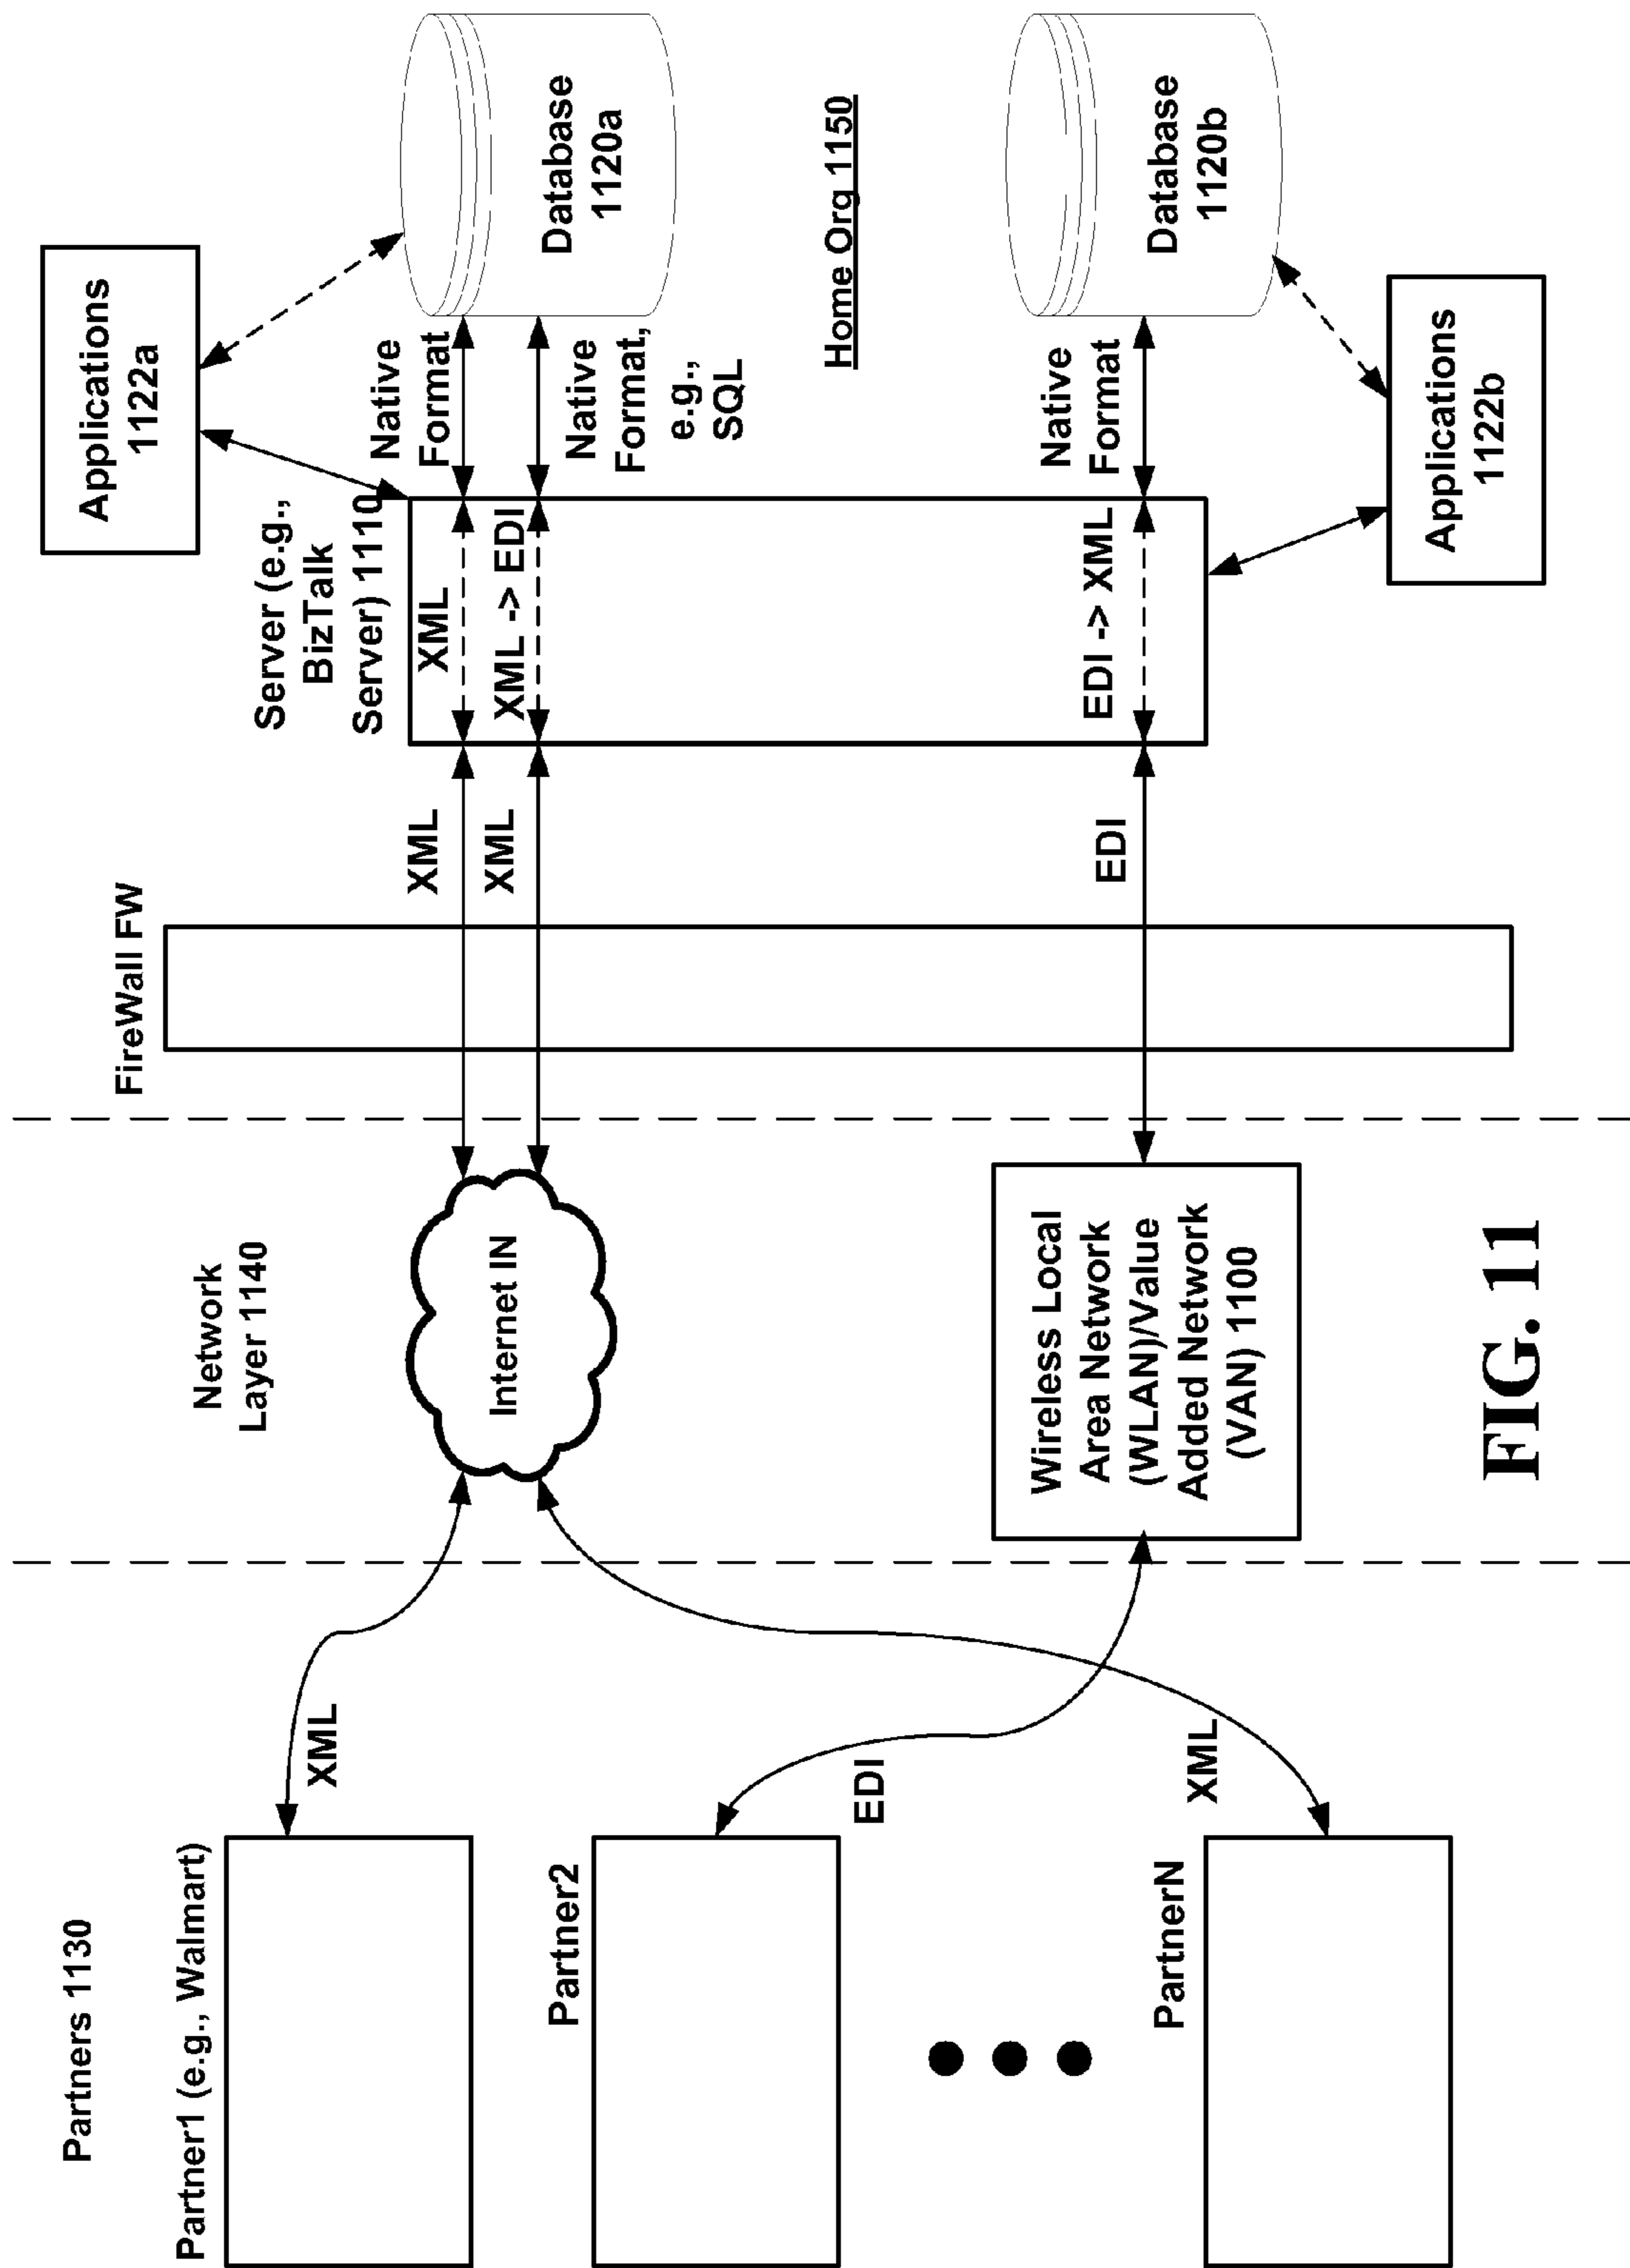 Partners 1130
Partner1 (e.g., Walmart)
Partner2
PartnerN
XML
EDI
XML
Network
Layer 1140
Internet IN
Wireless Local
Area Network
(WLAN)/Value
Added Network
(VAN) 1100
FireWall FW
XML
XML
EDI
Server (e.g.,
BizTalk
Server) 1110
XML
XML -> EDI
EDI -> XML
Applications
1122a
Native
Format
Native
Format,
e.g.,
SQL
Native
Format
Database
1120a
Home Org 1150
Database
1120b
Applications
1122b
FIG. 11